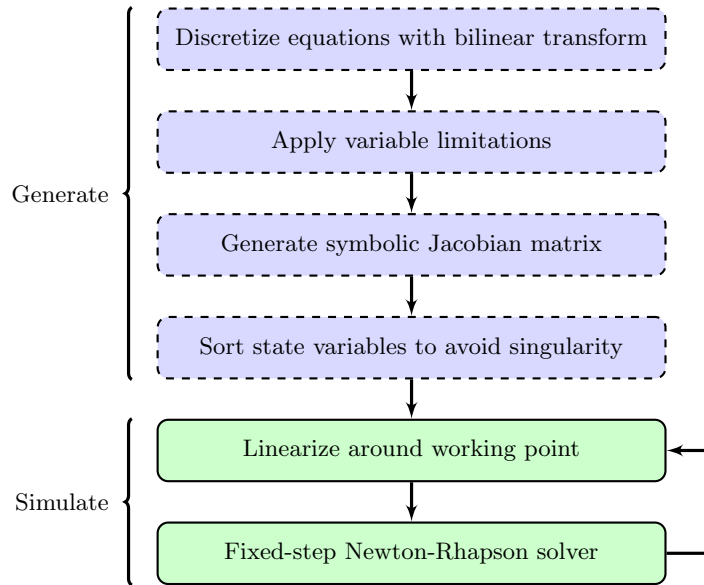 Discretize equations with bilinear transform
Apply variable limitations
Generate
Generate symbolic Jacobian matrix
Sort state variables to avoid singularity
Linearize around working point
Simulate
Fixed-step Newton-Rhapson solver